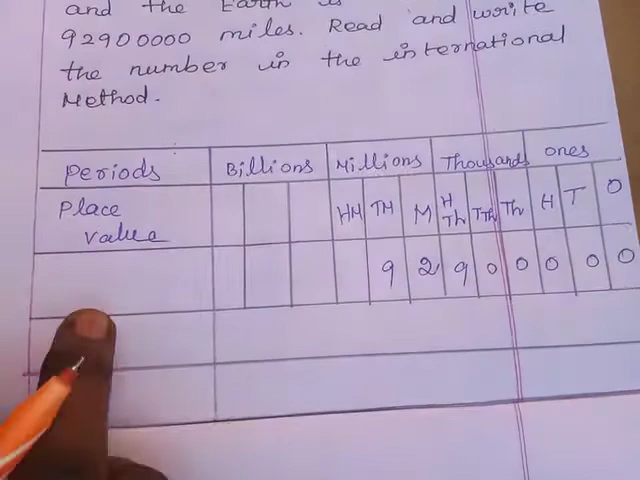 and the Earth is
92900000 miles. Read and write
the number in the international
Method.
Periods Billions Millions Thousands ones
Place value HM TM M H Th T Th Th H T O
9 2 9 0 0 0 0 0